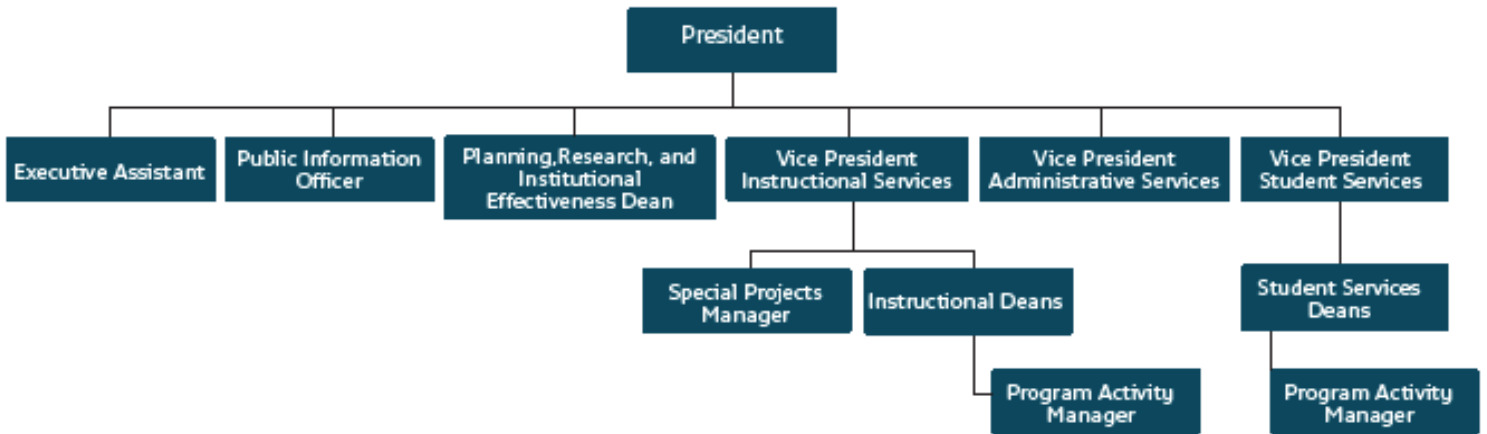 President
Executive Assistant
Public Information
Officer
Planning,Research, and
Institutional
Effectiveness Dean
Vice President
Instructional Services
Vice President
Administrative Services
Vice President
Student Services
Special Projects
Manager
Instructional Deans
Student Services
Deans
Program Activity
Manager
Program Activity
Manager